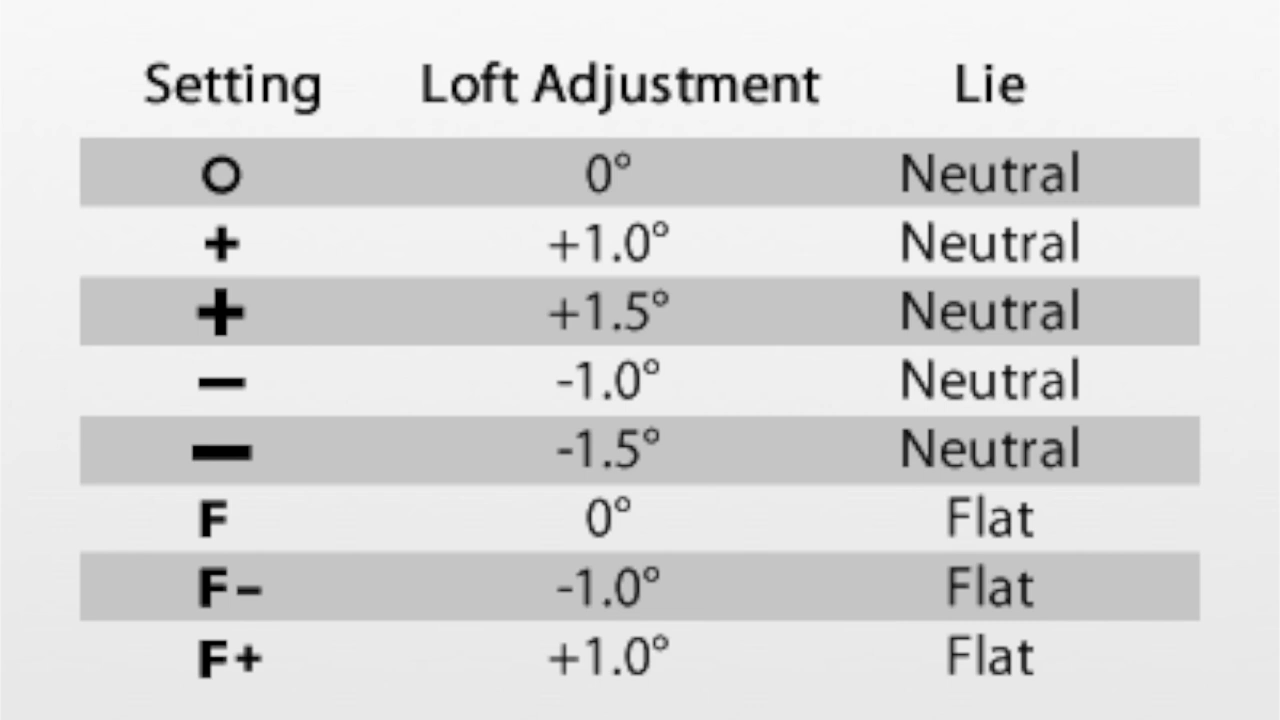 Setting Loft Adjustment Lie
O 0° Neutral
+ +1.0° Neutral
+ +1.5° Neutral
– -1.0° Neutral
– -1.5° Neutral
F 0° Flat
F– -1.0° Flat
F+ +1.0° Flat